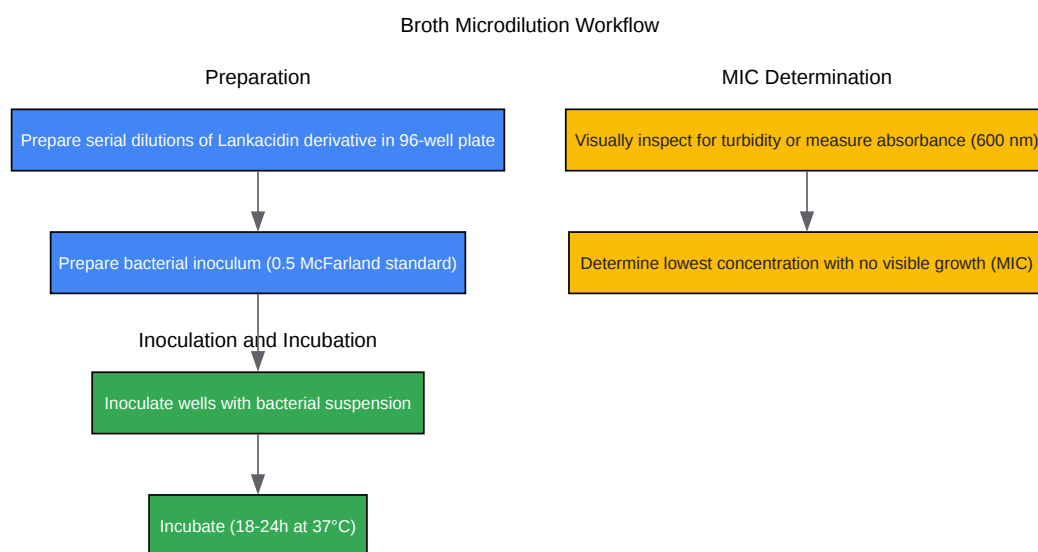 Broth Microdilution Workflow
Preparation
Prepare serial dilutions of Lankacidin derivative in 96-well plate
Prepare bacterial inoculum (0.5 McFarland standard)
Inoculation and Incubation
Inoculate wells with bacterial suspension
Incubate (18-24h at 37°C)
MIC Determination
Visually inspect for turbidity or measure absorbance (600 nm)
Determine lowest concentration with no visible growth (MIC)